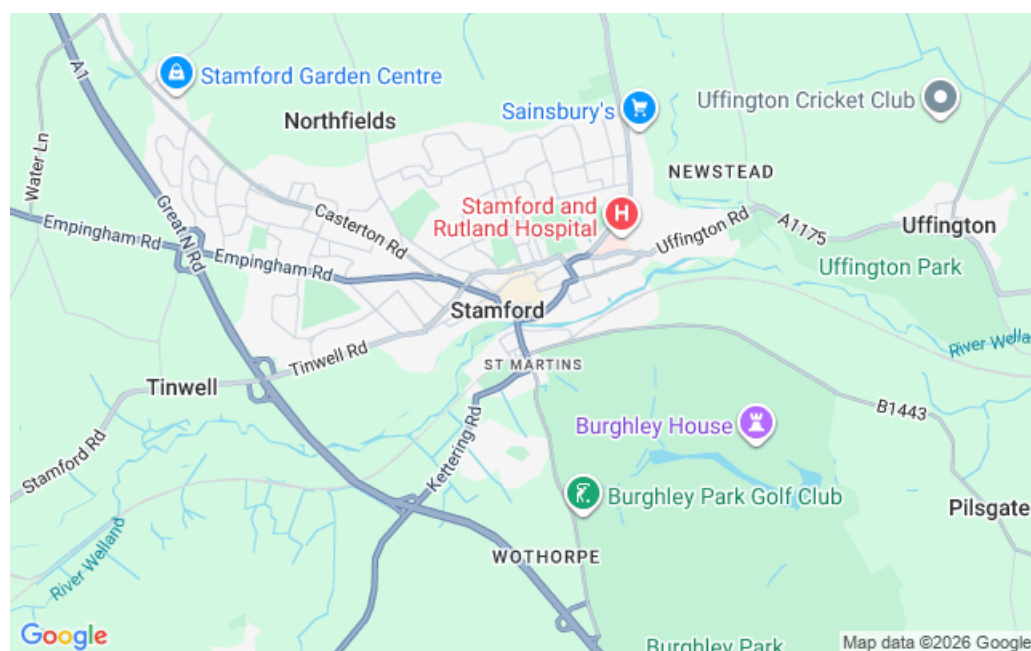 A1
Stamford Garden Centre
Northfields
Sainsbury's
Uffington Cricket Club
Water Ln
NEWSTEAD
Stamford and
Rutland Hospital
Casterton Rd
Great N Rd
Empingham Rd
Empingham Rd
Uffington Rd
A1175
Uffington
Uffington Park
Stamford
River Wella
Tinwell Rd
ST MARTINS
Tinwell
B1443
Kettering Rd
Burghley House
Stamford Rd
Burghley Park Golf Club
Pilsgate
WOTHORPE
River Welland
Burghley Park
Google
Map data ©2026 Google